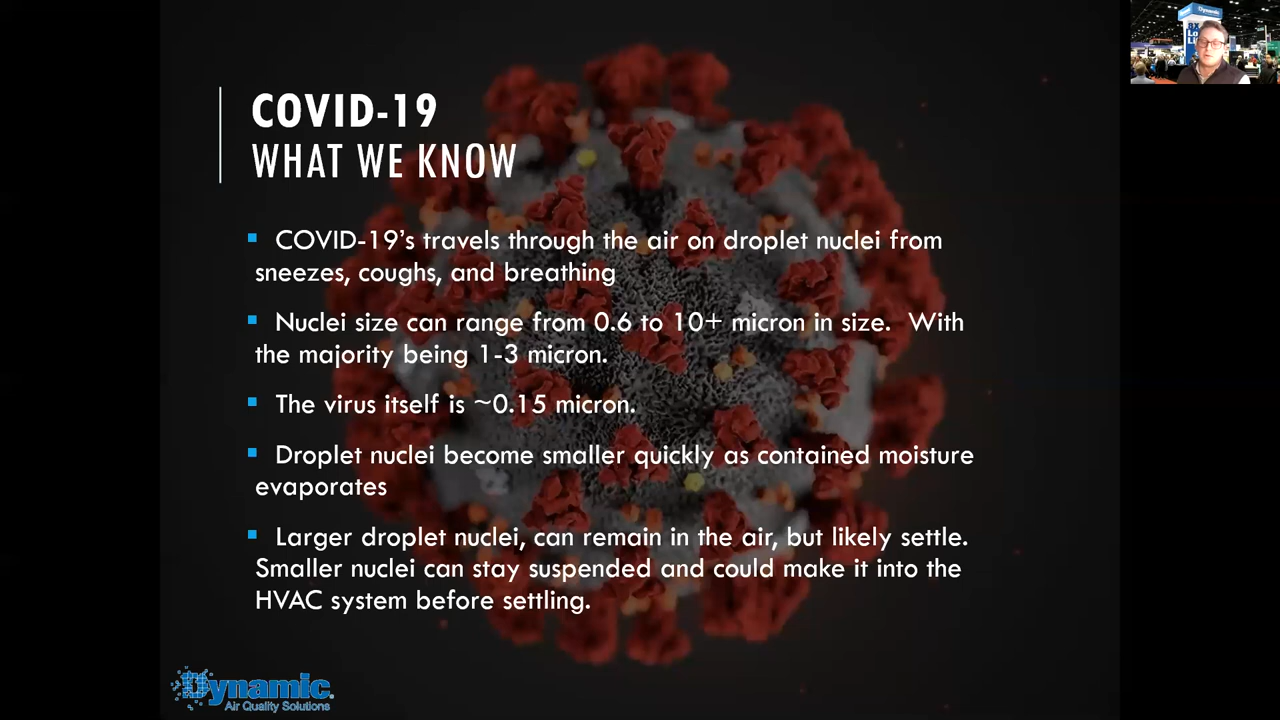 COVID-19
WHAT WE KNOW
▪ COVID-19’s travels through the air on droplet nuclei from
sneezes, coughs, and breathing
▪ Nuclei size can range from 0.6 to 10+ micron in size. With
the majority being 1-3 micron.
▪ The virus itself is ~0.15 micron.
▪ Droplet nuclei become smaller quickly as contained moisture
evaporates
▪ Larger droplet nuclei, can remain in the air, but likely settle.
Smaller nuclei can stay suspended and could make it into the
HVAC system before settling.
Dynamic.
Air Quality Solutions
Dynamic